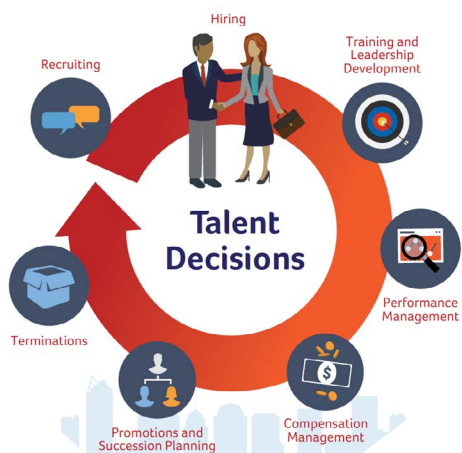 Hiring
Recruiting
Training and
Leadership
Development
Talent
Decisions
Performance
Management
Terminations
$
Compensation
Management
Promotions and
Succession Planning